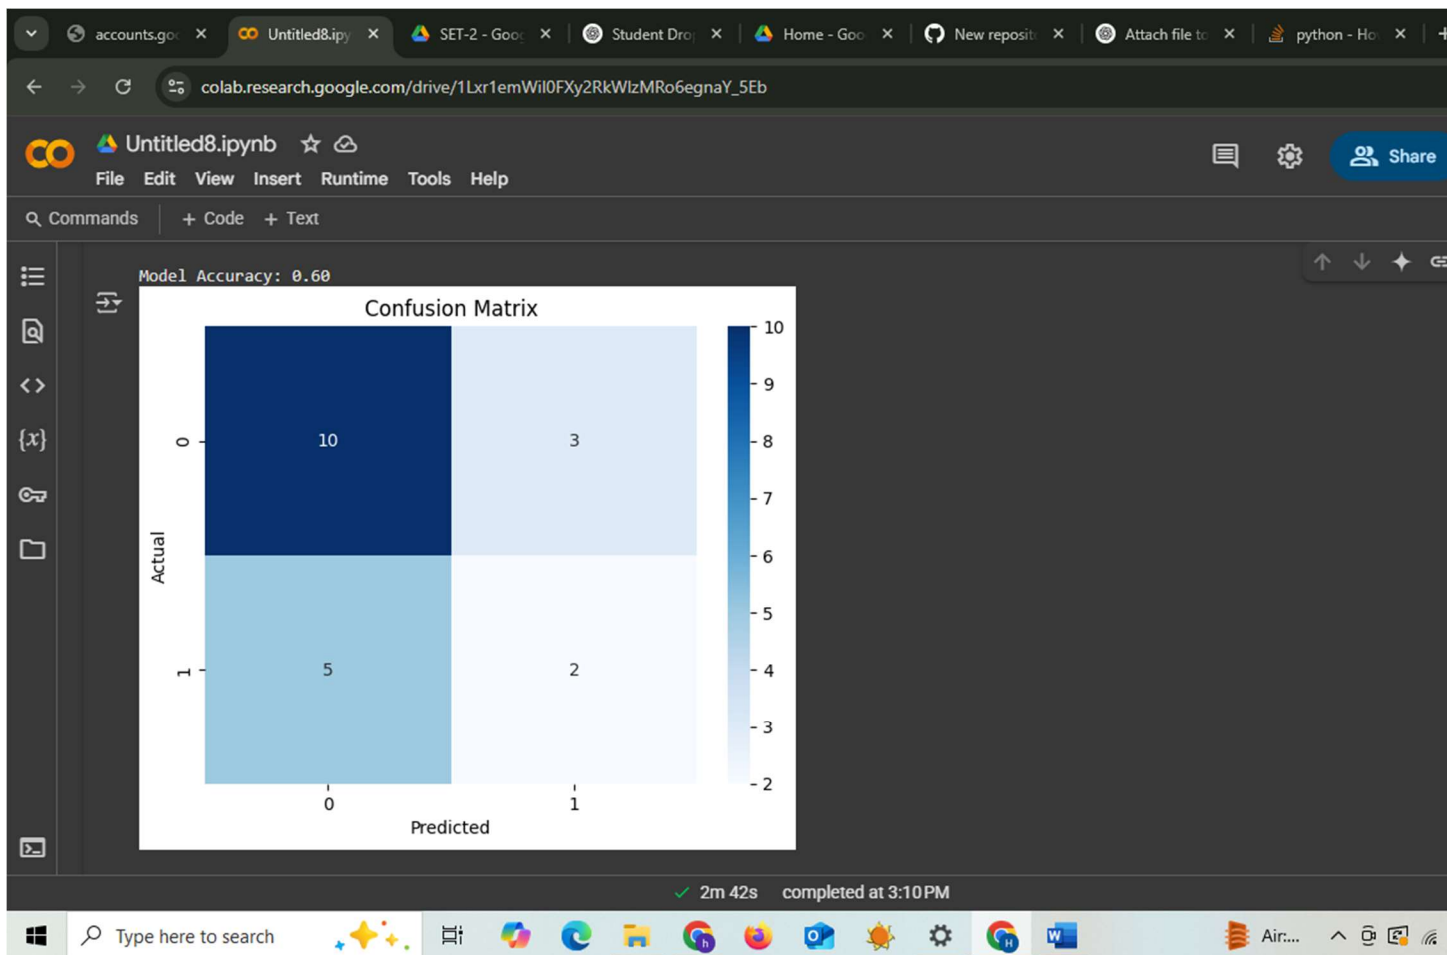 accounts.goc
Untitled8.ipy
SET-2 - Goog
Student Dro
Home - Goo
New reposit
Attach file to
python - Ho
colab.research.google.com/drive/1Lxr1emWil0FXy2RkWlzMRo6egnaY_5Eb
Untitled8.ipynb
Share
File Edit View Insert Runtime Tools Help
Commands + Code + Text
Model Accuracy: 0.60
Confusion Matrix
10
9
8
7
6
5
4
3
2
0
10 3
Actual
1
5 2
0 1
Predicted
2m 42s completed at 3:10 PM
Type here to search
Air:...